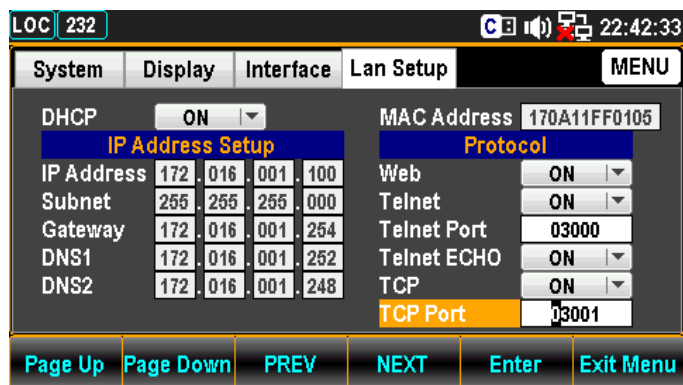 LOC 232 C 22:42:33
System Display Interface Lan Setup MENU
DHCP ON MAC Address 170A11FF0105
IP Address Setup Protocol
IP Address 172 . 016 . 001 . 100 Web ON
Subnet 255 . 255 . 255 . 000 Telnet ON
Gateway 172 . 016 . 001 . 254 Telnet Port 03000
DNS1 172 . 016 . 001 . 252 Telnet ECHO ON
DNS2 172 . 016 . 001 . 248 TCP ON
TCP Port 03001
Page Up Page Down PREV NEXT Enter Exit Menu